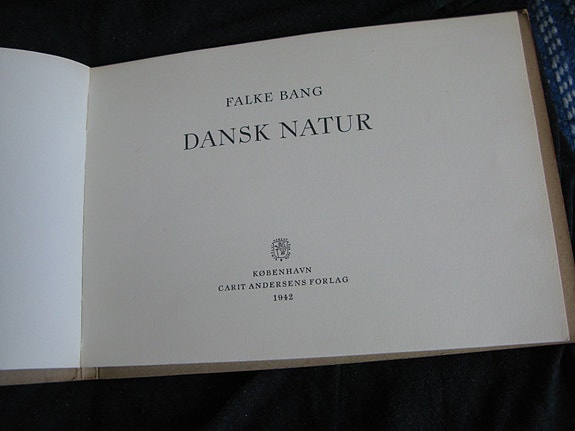 FALKE BANG
DANSK NATUR
KØBENHAVN
CARIT ANDERSENS FORLAG
1942